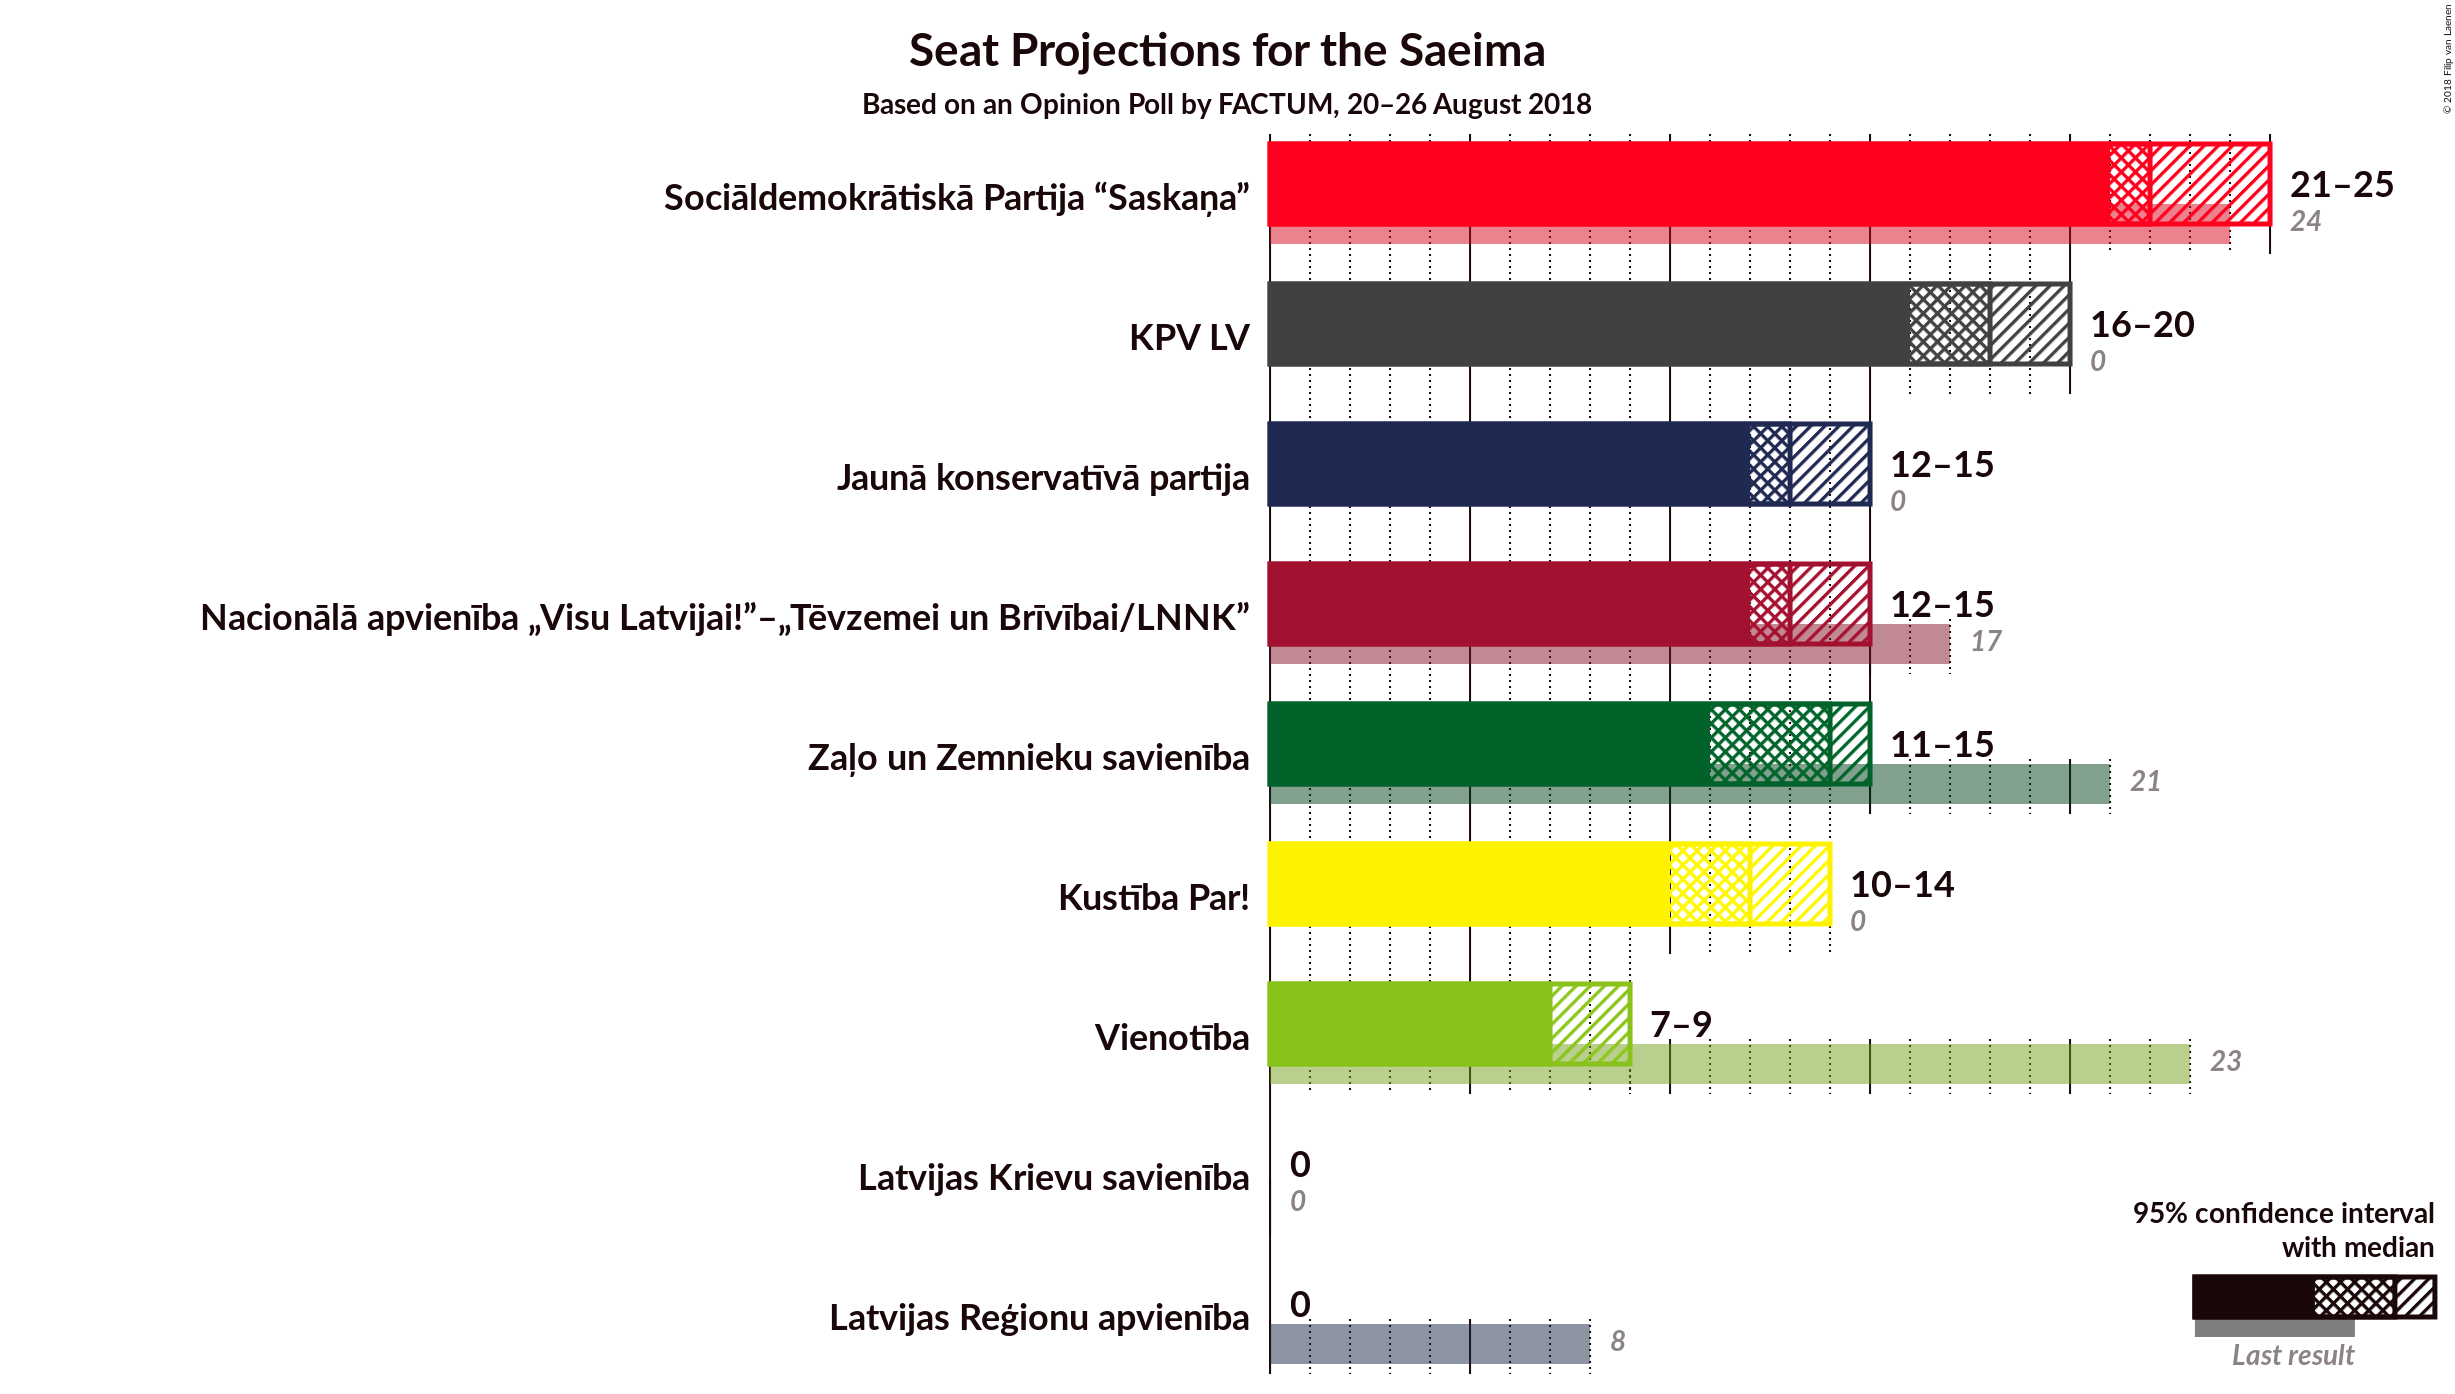 Seat Projections for the Saeima
Based on an Opinion Poll by FACTUM, 20–26 August 2018
© 2018 Filip van Laenen
Sociāldemokrātiskā Partija “Saskaņa”
21–25
24
KPV LV
16–20
0
Jaunā konservatīvā partija
12–15
0
Nacionālā apvienība „Visu Latvijai!”–„Tēvzemei un Brīvībai/LNNK”
12–15
17
Zaļo un Zemnieku savienība
11–15
21
Kustība Par!
10–14
0
Vienotība
7–9
23
Latvijas Krievu savienība
0
0
Latvijas Reģionu apvienība
0
8
95% confidence interval
with median
Last result